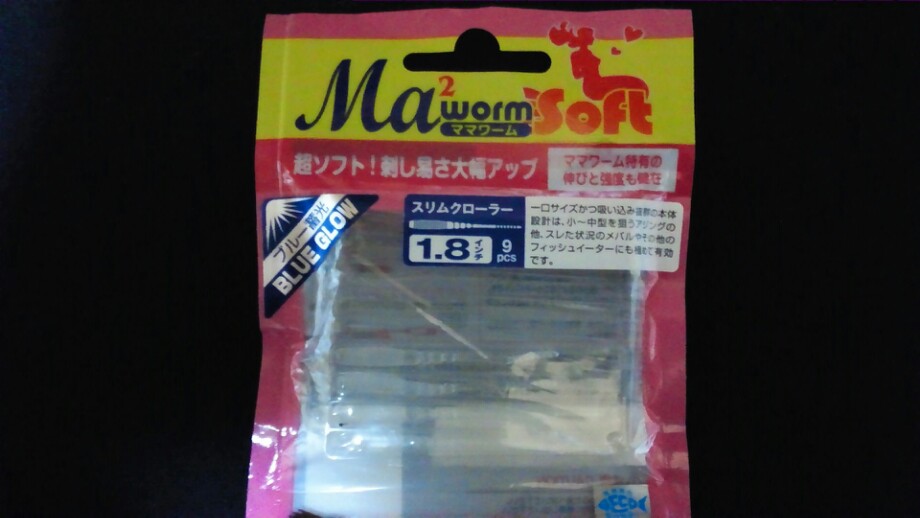 Ma² worm Soft
ママワーム
超ソフト！刺し易さ大幅アップ
ママワーム特有の
伸びと強度も健在
ブルー蓄光
BLUE GLOW
スリムクローラー
1.8インチ 9 pcs
一口サイズかつ吸い込み抜群の本体
設計は、小〜中型を狙うアジングの
他、スレた状況のメバルやその他の
フィッシュイーターにも極めて有効
です。
ECO